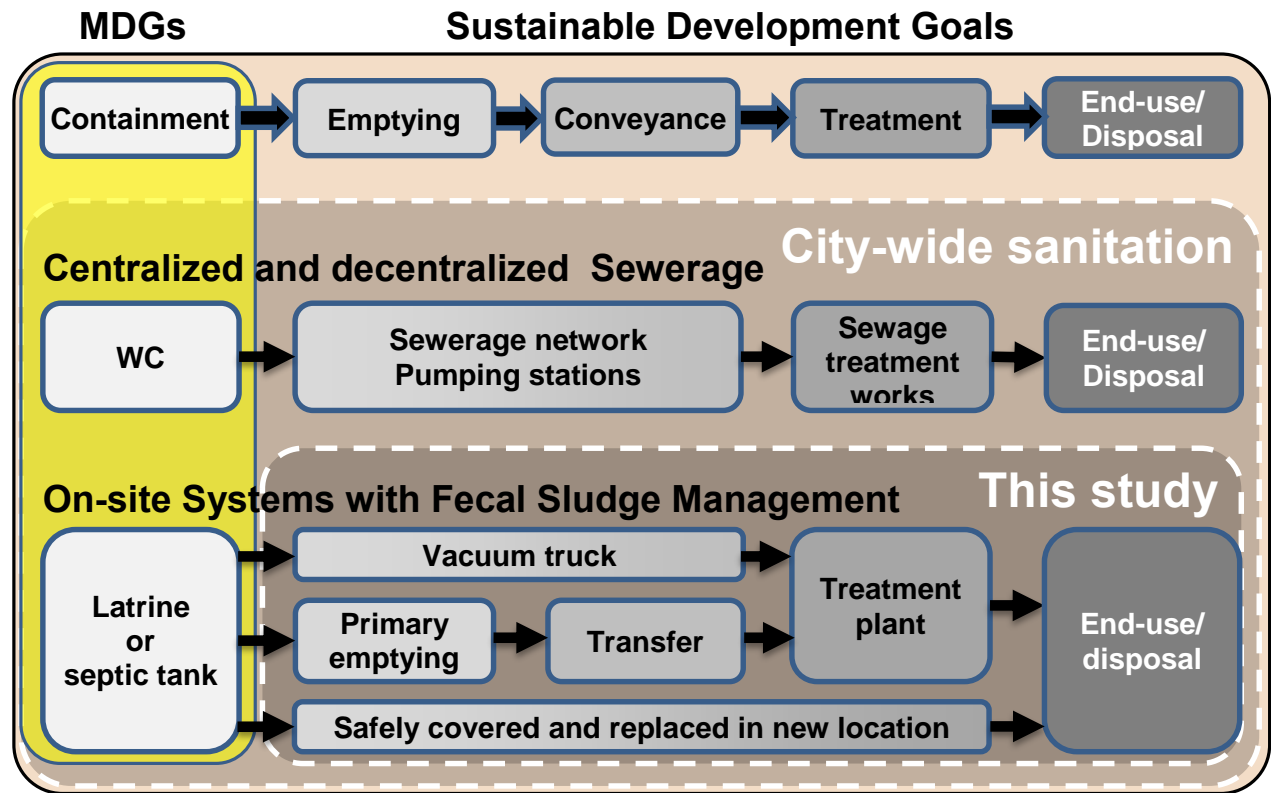 MDGs
Sustainable Development Goals
Containment
Emptying
Conveyance
Treatment
End-use/
Disposal
City-wide sanitation
Centralized and decentralized Sewerage
WC
Sewerage network
Pumping stations
Sewage
treatment
works
End-use/
Disposal
This study
On-site Systems with Fecal Sludge Management
Latrine
or
septic tank
Vacuum truck
Primary
emptying
Transfer
Treatment
plant
End-use/
disposal
Safely covered and replaced in new location